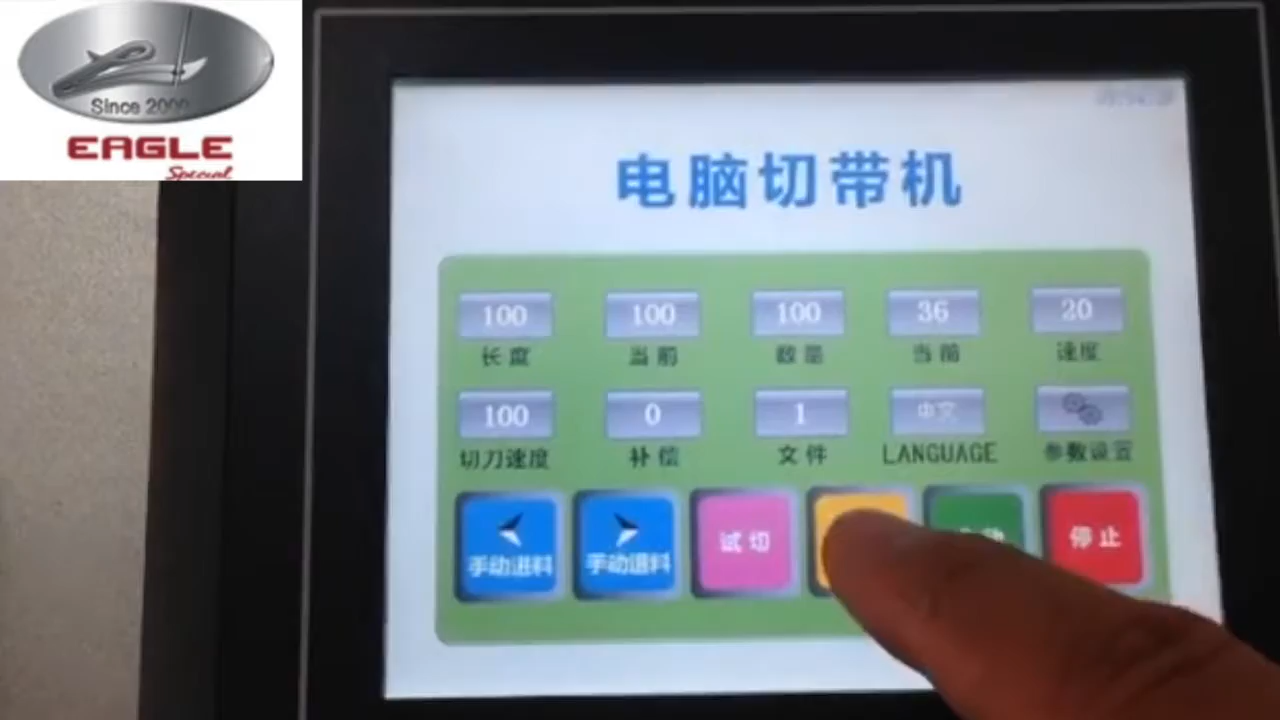 Since 2000
EAGLE
Special
电脑切带机
100 100 100 36 20
长度 当前 数量 当前 速度
100 0 1 中文
切刀速度 补偿 文件 LANGUAGE 参数设置
手动进料 手动退料 试切 停止